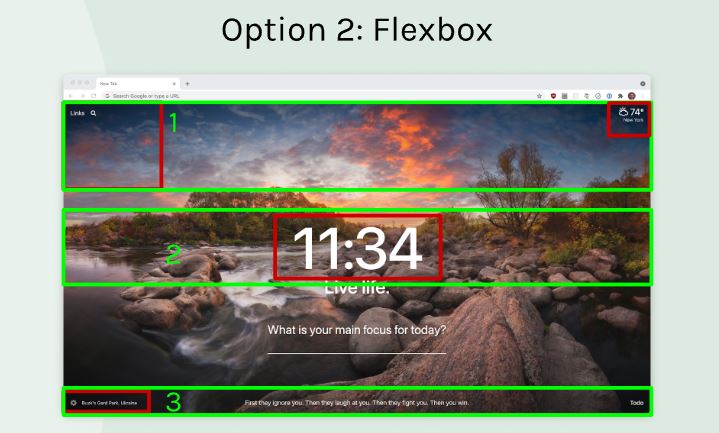 Option 2: Flexbox
New Tab
Search Google or type a URL
Links
1
74°
New York
2
11:34
Live life.
What is your main focus for today?
Buzk's Gard Park, Ukraine
3
First they ignore you. Then they laugh at you. Then they fight you. Then you win.
Todo